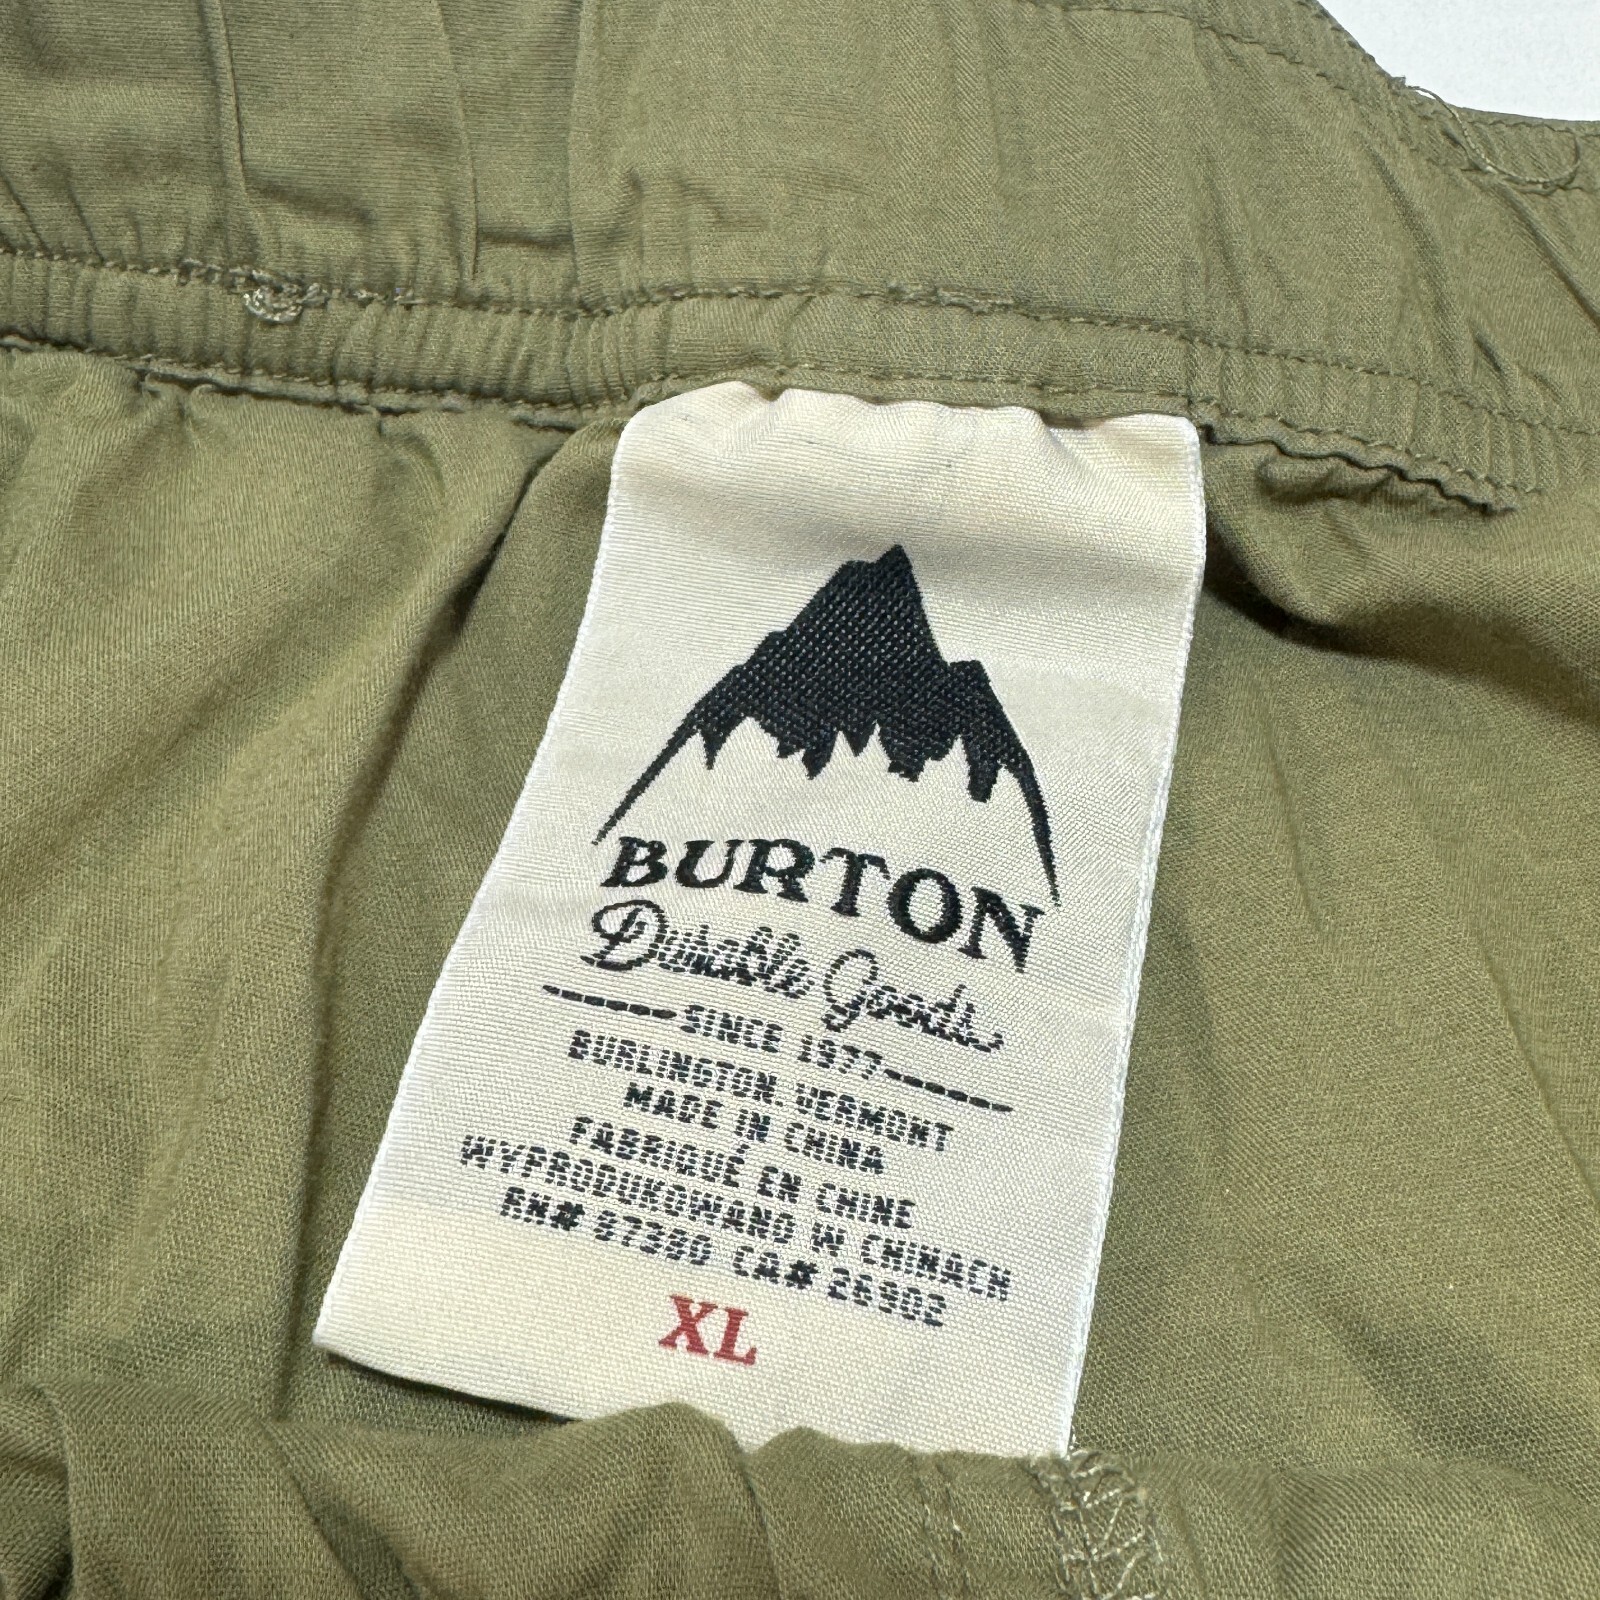 BURTON
Durable Goods
SINCE 1977
BURLINGTON, VERMONT
MADE IN CHINA
FABRIQUÉ EN CHINE
WYPRODUKOWANO W CHINACH
RN# 87380 CA# 26902
XL